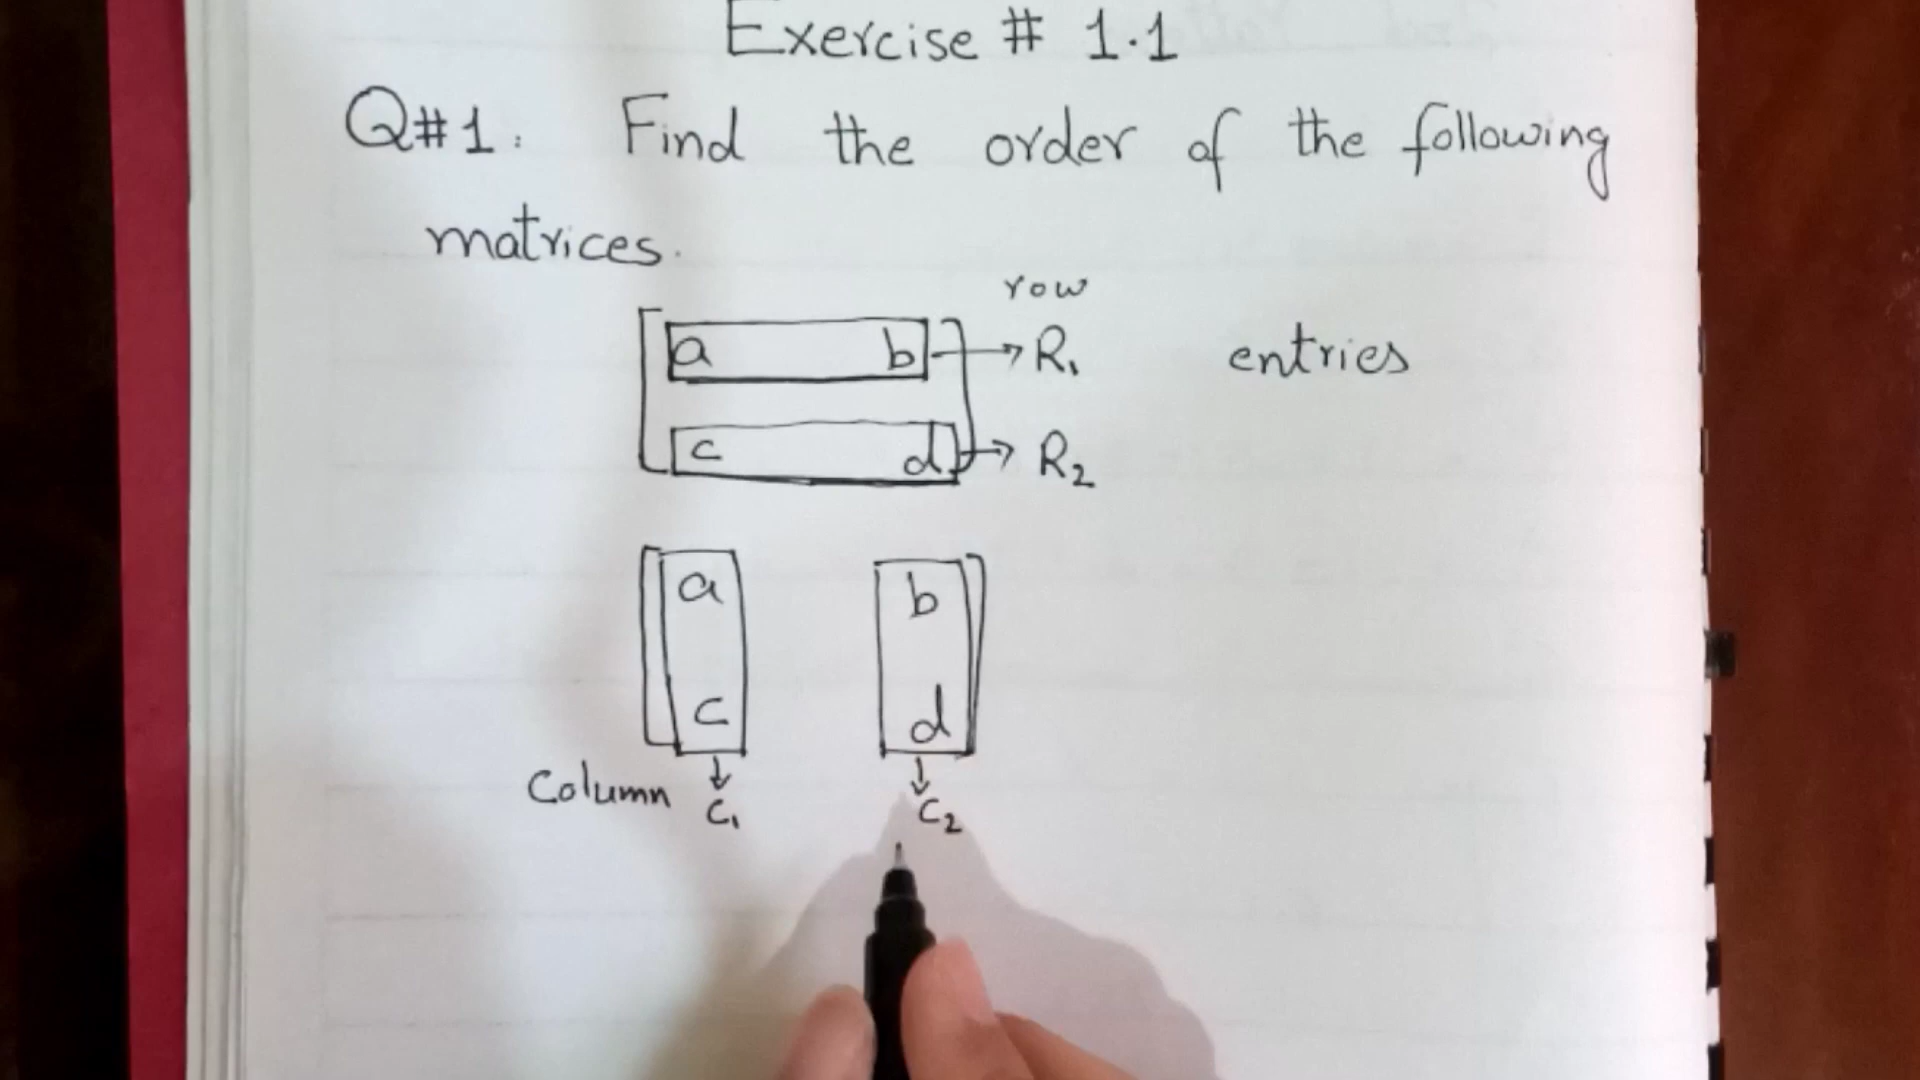 Exercise # 1.1
Q#1: Find the order of the following
matrices.
row
a b → R1 entries
c d → R2
a b
c d
Column ↓ ↓
C1 C2